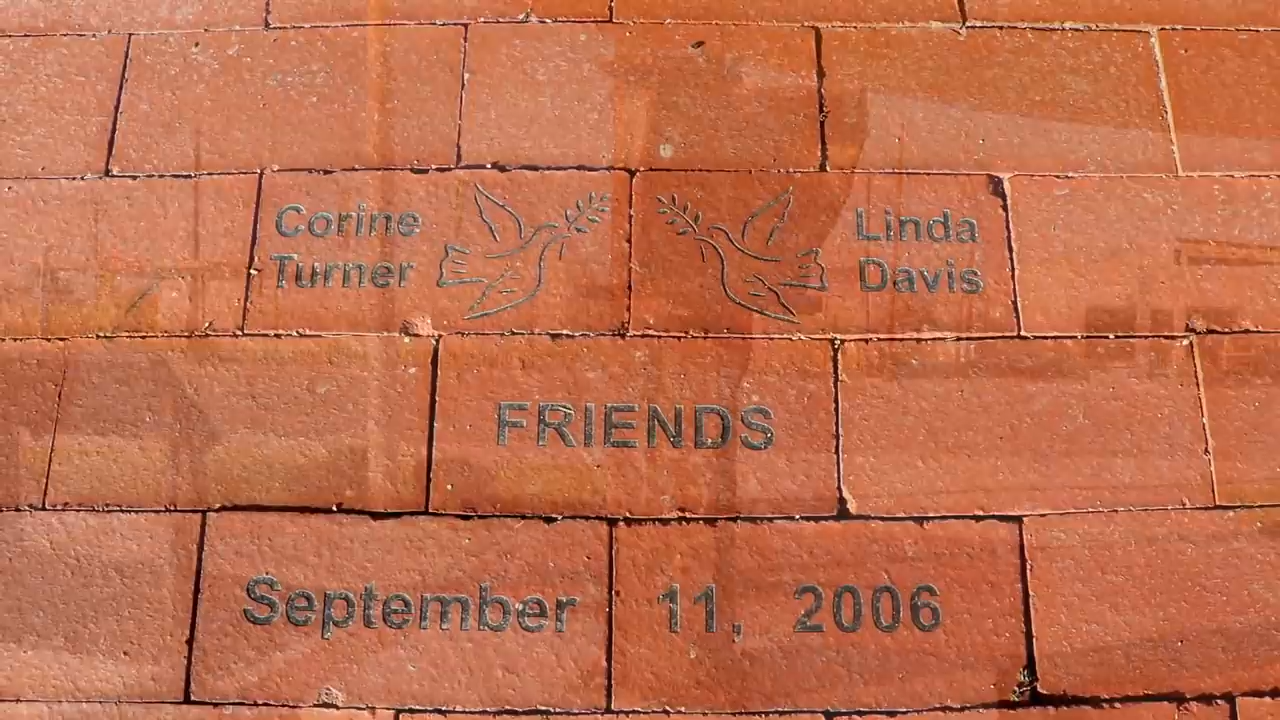 Corine
Turner
Linda
Davis
FRIENDS
September 11, 2006